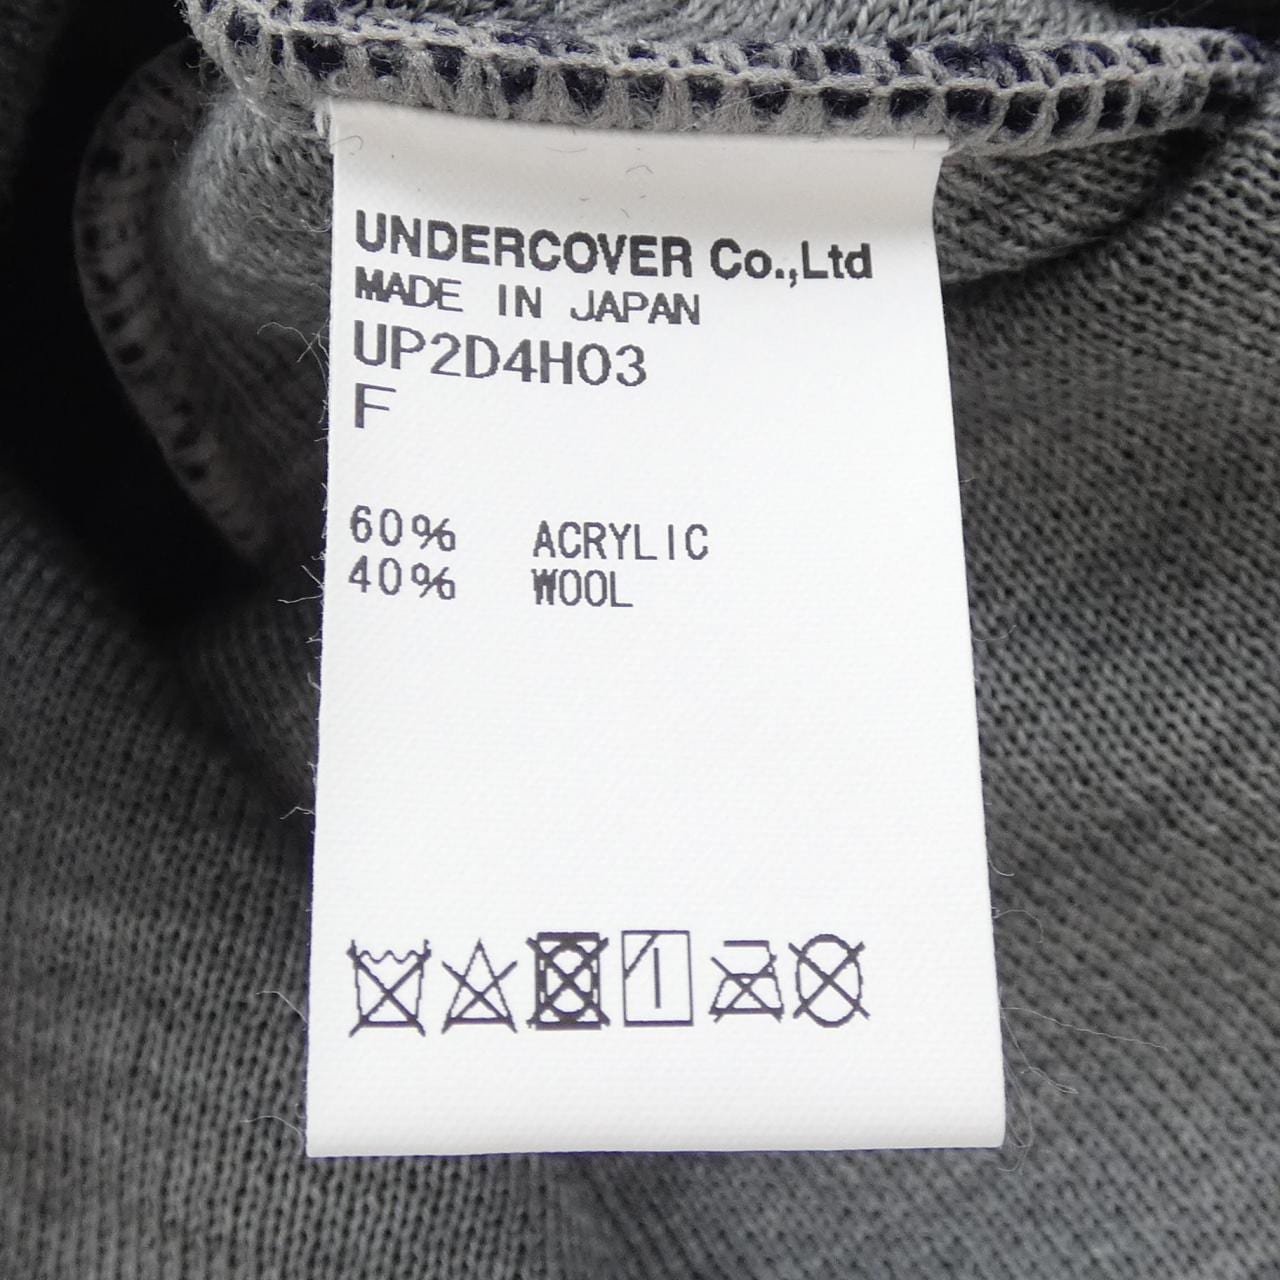 UNDERCOVER Co.,Ltd
MADE IN JAPAN
UP2D4H03
F
60% ACRYLIC
40% WOOL